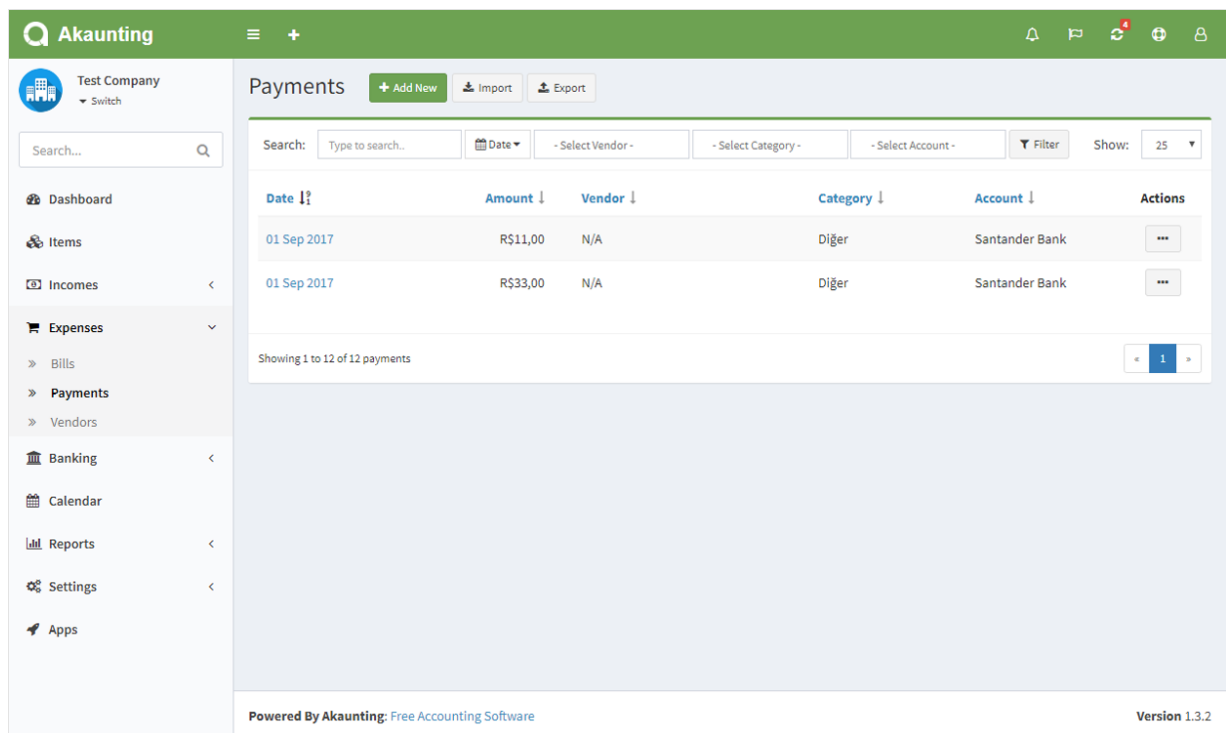 Akaunting
4
Test Company
Switch
Search...
Dashboard
Items
Incomes
Expenses
Bills
Payments
Vendors
Banking
Calendar
Reports
Settings
Apps
Payments
Add New
Import
Export
Search: Type to search.. Date - Select Vendor - - Select Category - - Select Account - Filter Show: 25
Date Amount Vendor Category Account Actions
01 Sep 2017 R$11,00 N/A Diğer Santander Bank
01 Sep 2017 R$33,00 N/A Diğer Santander Bank
Showing 1 to 12 of 12 payments « 1 »
Powered By Akaunting: Free Accounting Software Version 1.3.2